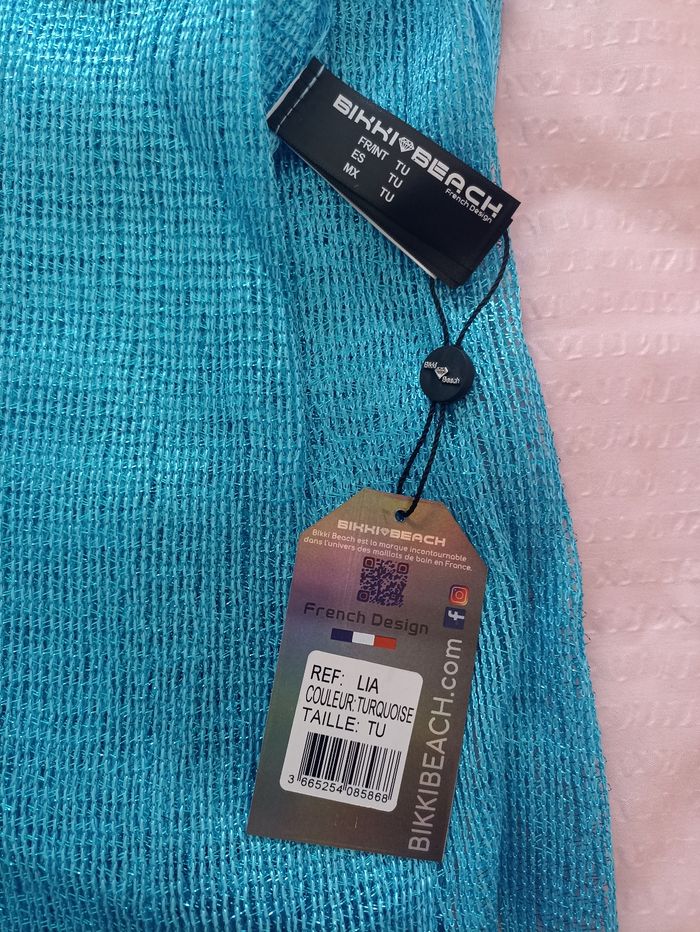 BIKKI BEACH
French Design
FR/INT TU
ES TU
MX TU
Bikki
Beach
BIKKI BEACH
Bikki Beach est la marque incontournable
dans l'univers des maillots de bain en France.
French Design
REF: LIA
COULEUR: TURQUOISE
TAILLE: TU
3 665254 085868
BIKKIBEACH.com